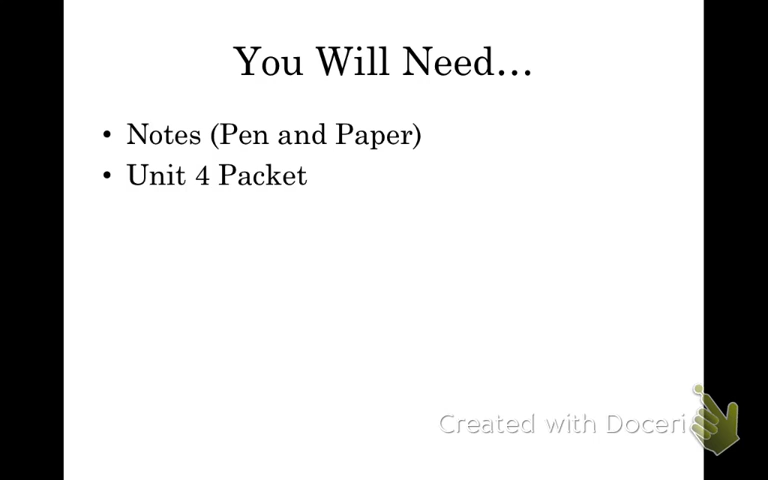 You Will Need...
• Notes (Pen and Paper)
• Unit 4 Packet
Created with Doceri